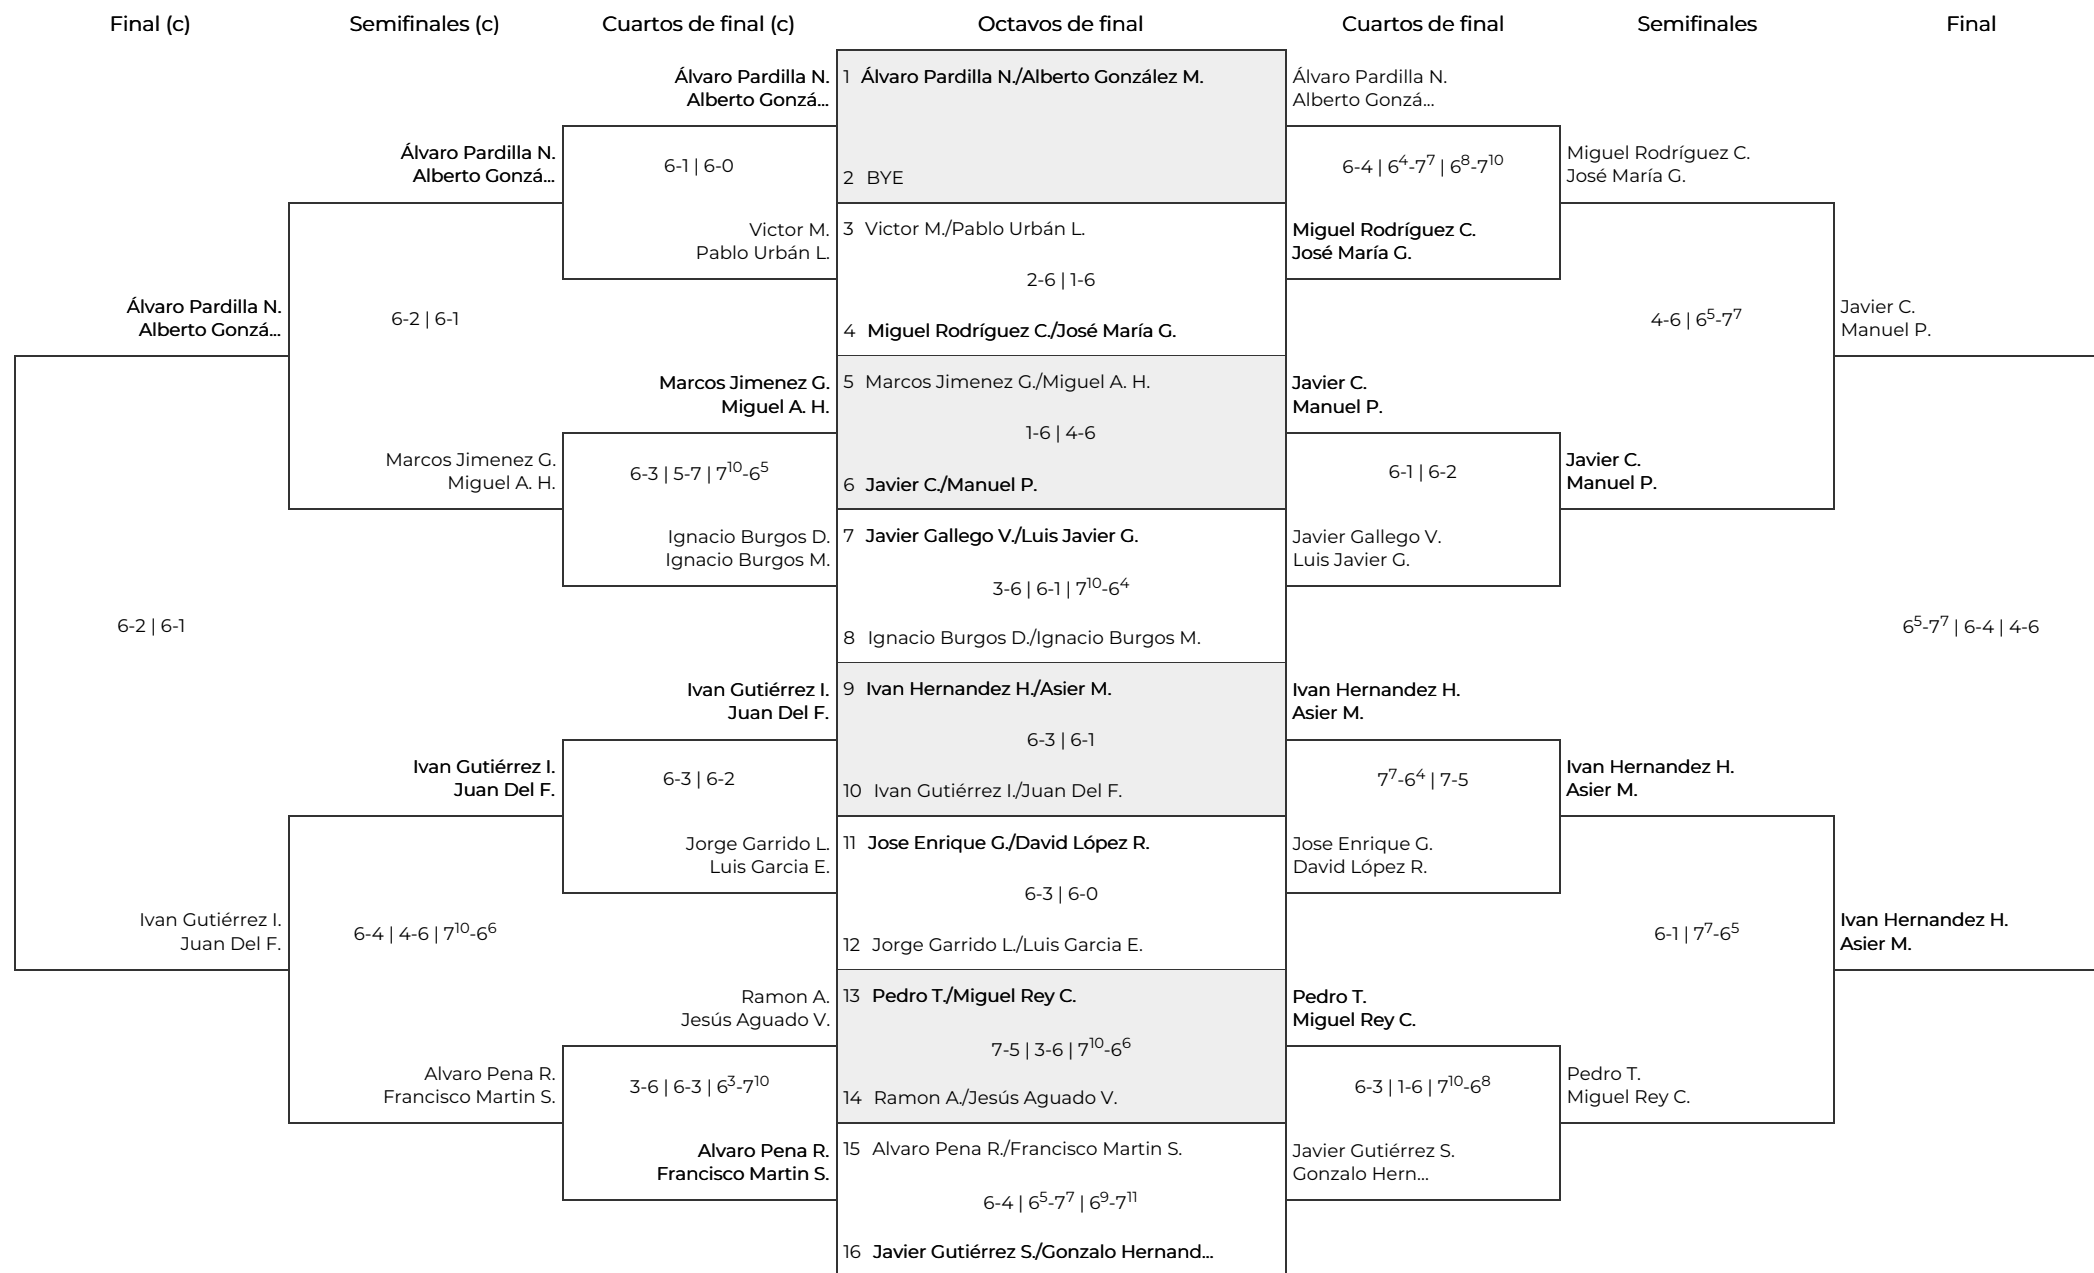 Final (c)
Semifinales (c)
Cuartos de final (c)
Octavos de final
Cuartos de final
Semifinales
Final
Álvaro Pardilla N.
Alberto Gonzá...
6-2 | 6-1
Ivan Gutiérrez I.
Juan Del F.
Álvaro Pardilla N.
Alberto Gonzá...
6-2 | 6-1
Marcos Jimenez G.
Miguel A. H.
Ivan Gutiérrez I.
Juan Del F.
6-4 | 4-6 | 7¹⁰-6⁶
Alvaro Pena R.
Francisco Martin S.
Álvaro Pardilla N.
Alberto Gonzá...
6-1 | 6-0
Victor M.
Pablo Urbán L.
Marcos Jimenez G.
Miguel A. H.
6-3 | 5-7 | 7¹⁰-6⁵
Ignacio Burgos D.
Ignacio Burgos M.
Ivan Gutiérrez I.
Juan Del F.
6-3 | 6-2
Jorge Garrido L.
Luis Garcia E.
Ramon A.
Jesús Aguado V.
3-6 | 6-3 | 6³-7¹⁰
Alvaro Pena R.
Francisco Martin S.
1 Álvaro Pardilla N./Alberto González M.
2 BYE
3 Victor M./Pablo Urbán L.
2-6 | 1-6
4 Miguel Rodríguez C./José María G.
5 Marcos Jimenez G./Miguel A. H.
1-6 | 4-6
6 Javier C./Manuel P.
7 Javier Gallego V./Luis Javier G.
3-6 | 6-1 | 7¹⁰-6⁴
8 Ignacio Burgos D./Ignacio Burgos M.
9 Ivan Hernandez H./Asier M.
6-3 | 6-1
10 Ivan Gutiérrez I./Juan Del F.
11 Jose Enrique G./David López R.
6-3 | 6-0
12 Jorge Garrido L./Luis Garcia E.
13 Pedro T./Miguel Rey C.
7-5 | 3-6 | 7¹⁰-6⁶
14 Ramon A./Jesús Aguado V.
15 Alvaro Pena R./Francisco Martin S.
6-4 | 6⁵-7⁷ | 6⁹-7¹¹
16 Javier Gutiérrez S./Gonzalo Hernand...
Álvaro Pardilla N.
Alberto Gonzá...
6-4 | 6⁴-7⁷ | 6⁸-7¹⁰
Miguel Rodríguez C.
José María G.
Javier C.
Manuel P.
6-1 | 6-2
Javier Gallego V.
Luis Javier G.
Ivan Hernandez H.
Asier M.
7⁷-6⁴ | 7-5
Jose Enrique G.
David López R.
Pedro T.
Miguel Rey C.
6-3 | 1-6 | 7¹⁰-6⁸
Javier Gutiérrez S.
Gonzalo Hern...
Miguel Rodríguez C.
José María G.
4-6 | 6⁵-7⁷
Javier C.
Manuel P.
Ivan Hernandez H.
Asier M.
6-1 | 7⁷-6⁵
Pedro T.
Miguel Rey C.
Javier C.
Manuel P.
6⁵-7⁷ | 6-4 | 4-6
Ivan Hernandez H.
Asier M.